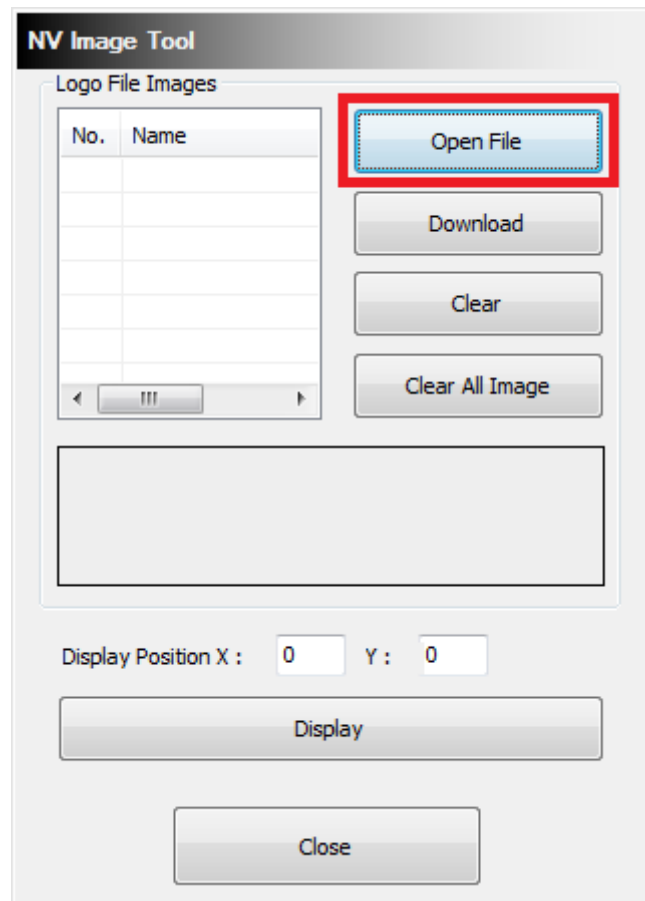 NV Image Tool
Logo File Images
No. Name
Open File
Download
Clear
Clear All Image
Display Position X : 0 Y : 0
Display
Close